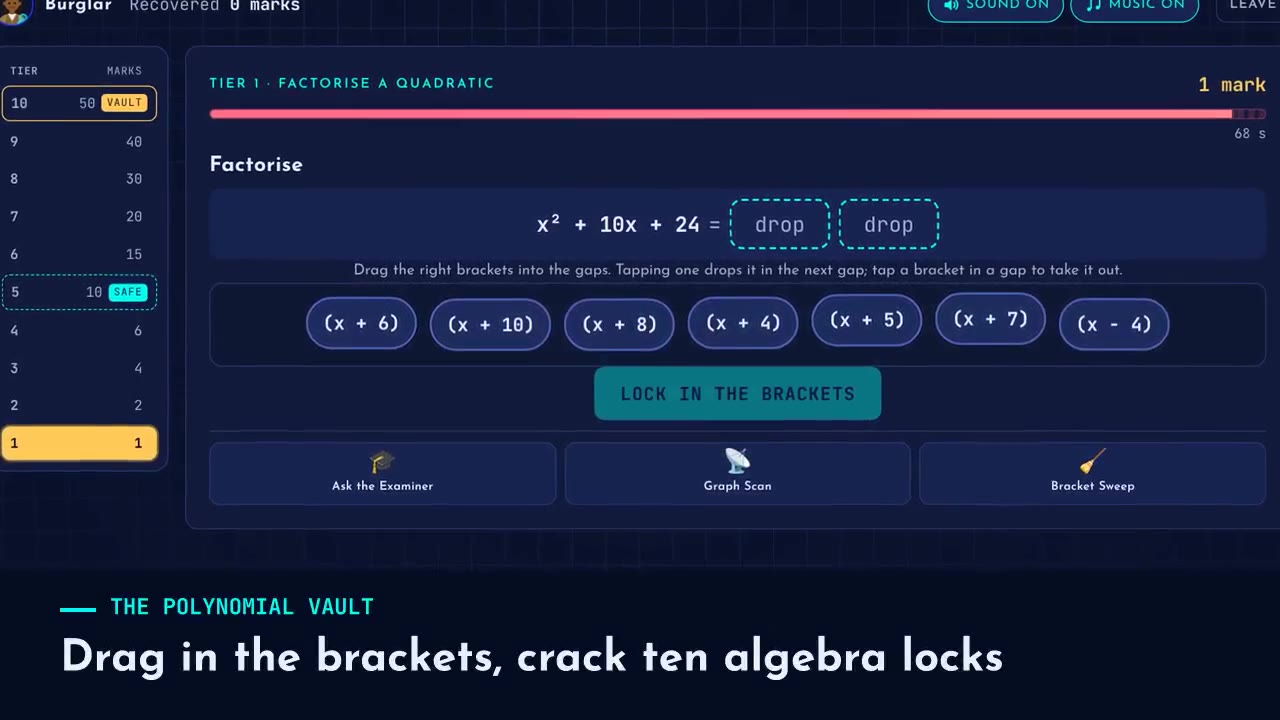 Burglar Recovered 0 marks
SOUND ON
MUSIC ON
LEAVE
TIER MARKS
10 50 VAULT
9 40
8 30
7 20
6 15
5 10 SAFE
4 6
3 4
2 2
1 1
TIER 1 · FACTORISE A QUADRATIC
1 mark
68 s
Factorise
x² + 10x + 24 = drop drop
Drag the right brackets into the gaps. Tapping one drops it in the next gap; tap a bracket in a gap to take it out.
(x + 6) (x + 10) (x + 8) (x + 4) (x + 5) (x + 7) (x - 4)
LOCK IN THE BRACKETS
Ask the Examiner
Graph Scan
Bracket Sweep
THE POLYNOMIAL VAULT
Drag in the brackets, crack ten algebra locks